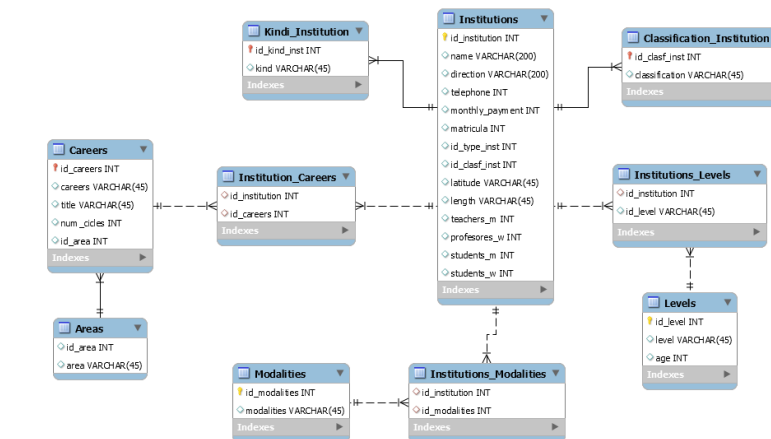 Kindi_Institution
id_kind_inst INT
kind VARCHAR(45)
Indexes
Institutions
id_institution INT
name VARCHAR(200)
direction VARCHAR(200)
telephone INT
monthly_payment INT
matricula INT
id_type_inst INT
id_clasf_inst INT
latitude VARCHAR(45)
length VARCHAR(45)
teachers_m INT
profesores_w INT
students_m INT
students_w INT
Indexes
Classification_Institution
id_clasf_inst INT
classification VARCHAR(45)
Indexes
Careers
id_careers INT
careers VARCHAR(45)
title VARCHAR(45)
num_cicles INT
id_area INT
Indexes
Institution_Careers
id_institution INT
id_careers INT
Indexes
Institutions_Levels
id_institution INT
id_level VARCHAR(45)
Indexes
Areas
id_area INT
area VARCHAR(45)
Levels
id_level INT
level VARCHAR(45)
age INT
Indexes
Modalities
id_modalities INT
modalities VARCHAR(45)
Indexes
Institutions_Modalities
id_institution INT
id_modalities INT
Indexes